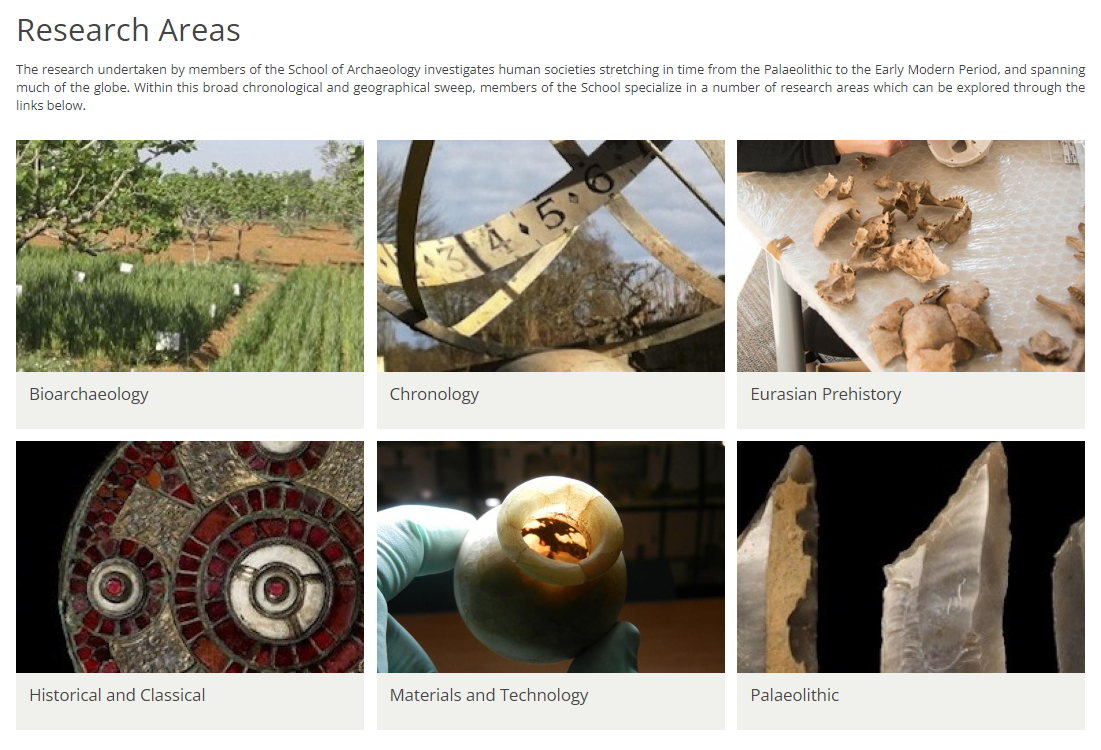 Research Areas
The research undertaken by members of the School of Archaeology investigates human societies stretching in time from the Palaeolithic to the Early Modern Period, and spanning
much of the globe. Within this broad chronological and geographical sweep, members of the School specialize in a number of research areas which can be explored through the
links below.
3 4 5 6
Bioarchaeology
Chronology
Eurasian Prehistory
Historical and Classical
Materials and Technology
Palaeolithic